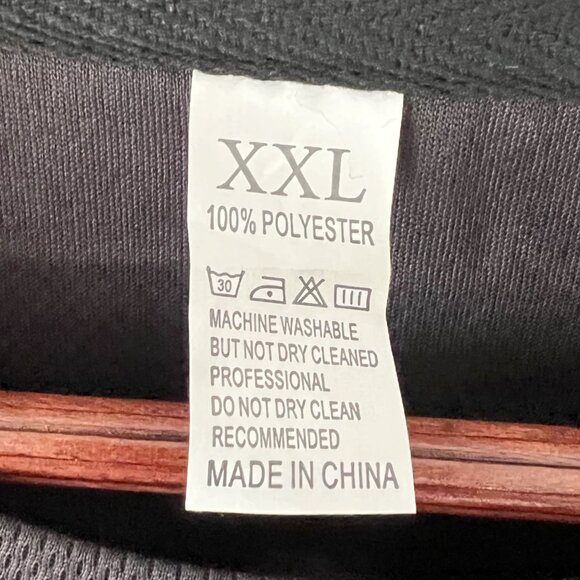 XXL
100% POLYESTER
30
MACHINE WASHABLE
BUT NOT DRY CLEANED
PROFESSIONAL
DO NOT DRY CLEAN
RECOMMENDED
MADE IN CHINA